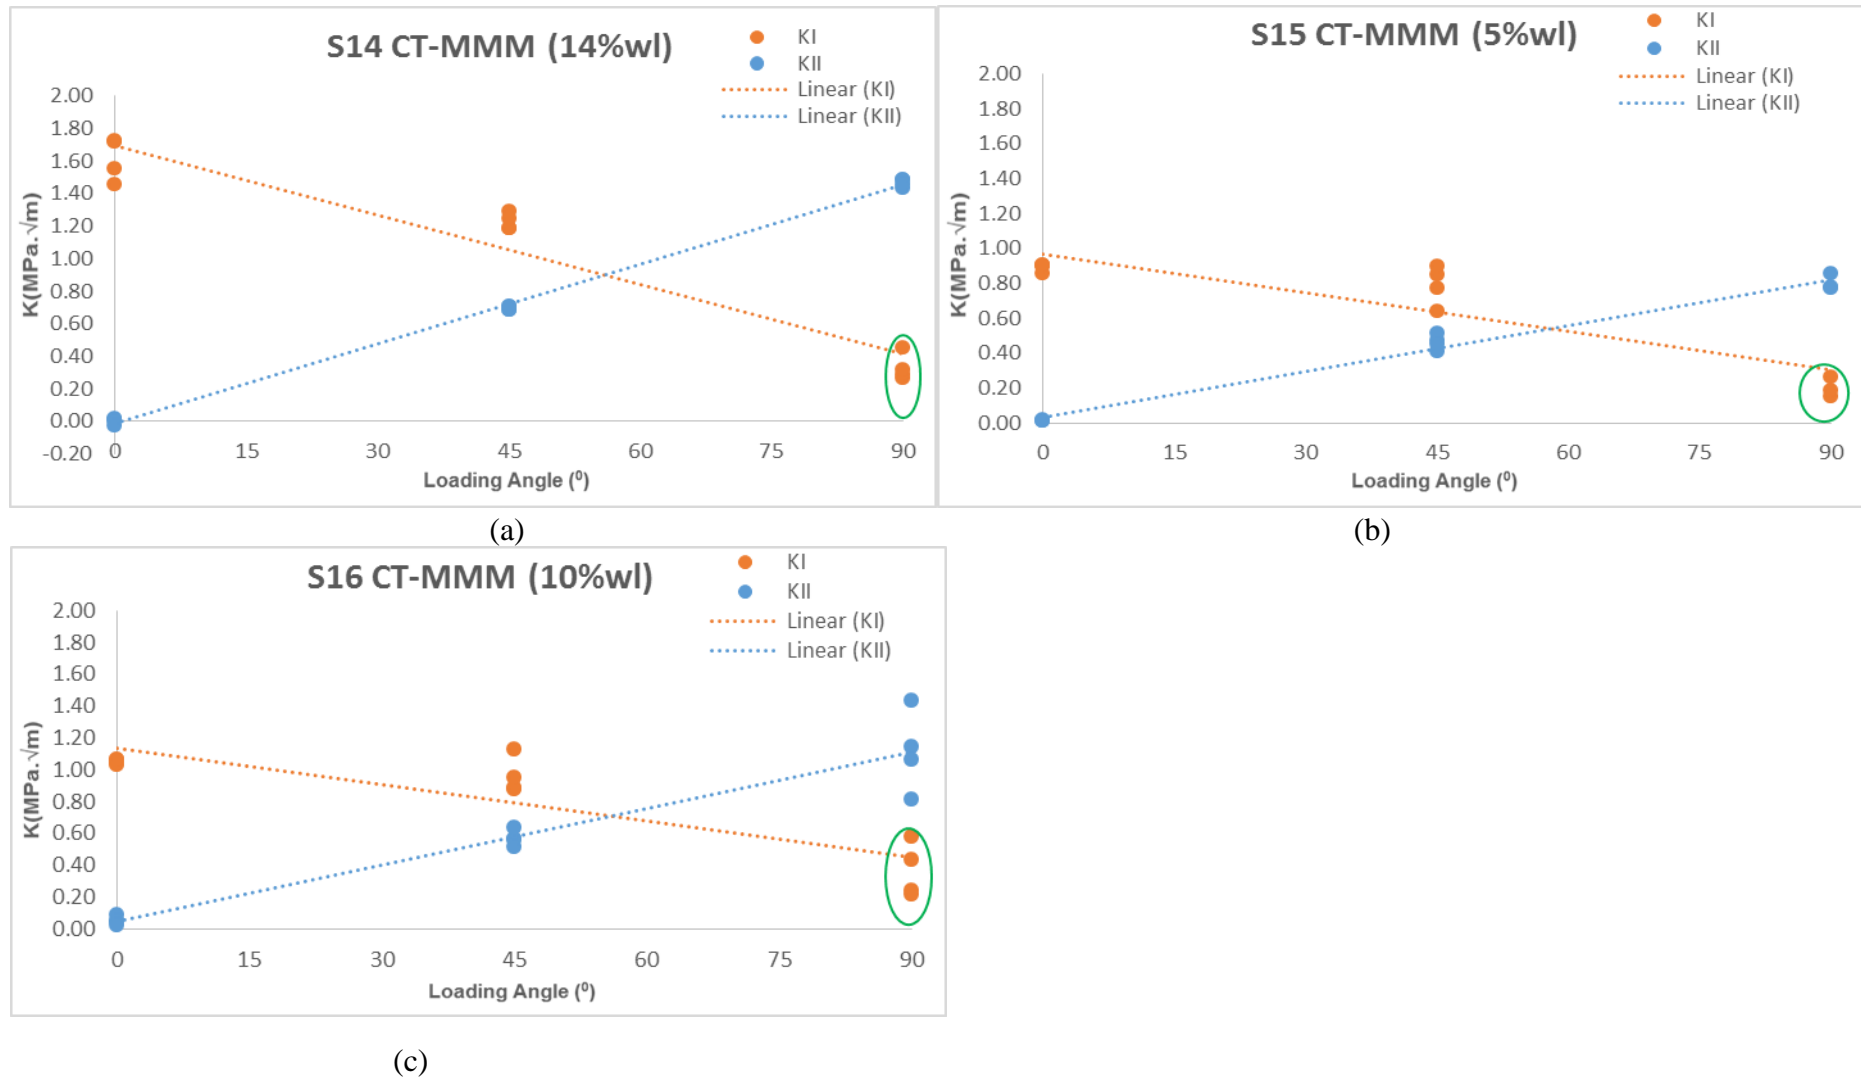 S14 CT-MMM (14%wl)
KI
KII
Linear (KI)
Linear (KII)
2.00
1.80
1.60
1.40
1.20
1.00
0.80
0.60
0.40
0.20
0.00
-0.20
K(MPa.√m)
0 15 30 45 60 75 90
Loading Angle (⁰)
(a)
S15 CT-MMM (5%wl)
KI
KII
Linear (KI)
Linear (KII)
2.00
1.80
1.60
1.40
1.20
1.00
0.80
0.60
0.40
0.20
0.00
K(MPa.√m)
0 15 30 45 60 75 90
Loading Angle (⁰)
(b)
S16 CT-MMM (10%wl)
KI
KII
Linear (KI)
Linear (KII)
2.00
1.80
1.60
1.40
1.20
1.00
0.80
0.60
0.40
0.20
0.00
K(MPa.√m)
0 15 30 45 60 75 90
Loading Angle (⁰)
(c)